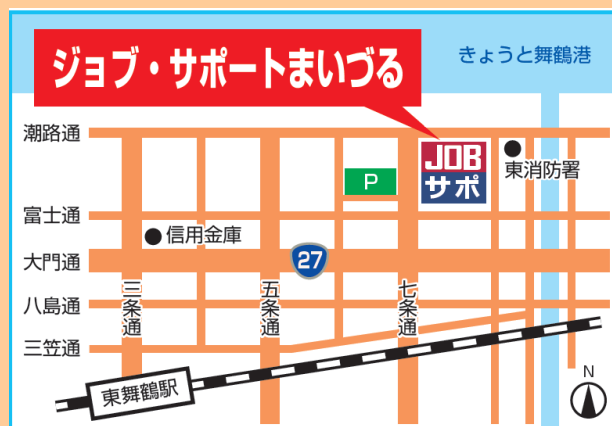 ジョブ・サポートまいづる
きょうと舞鶴港
潮路通
JOB
サポ
東消防署
P
富士通
信用金庫
大門通
27
三条通
五条通
七条通
八島通
三笠通
東舞鶴駅
N